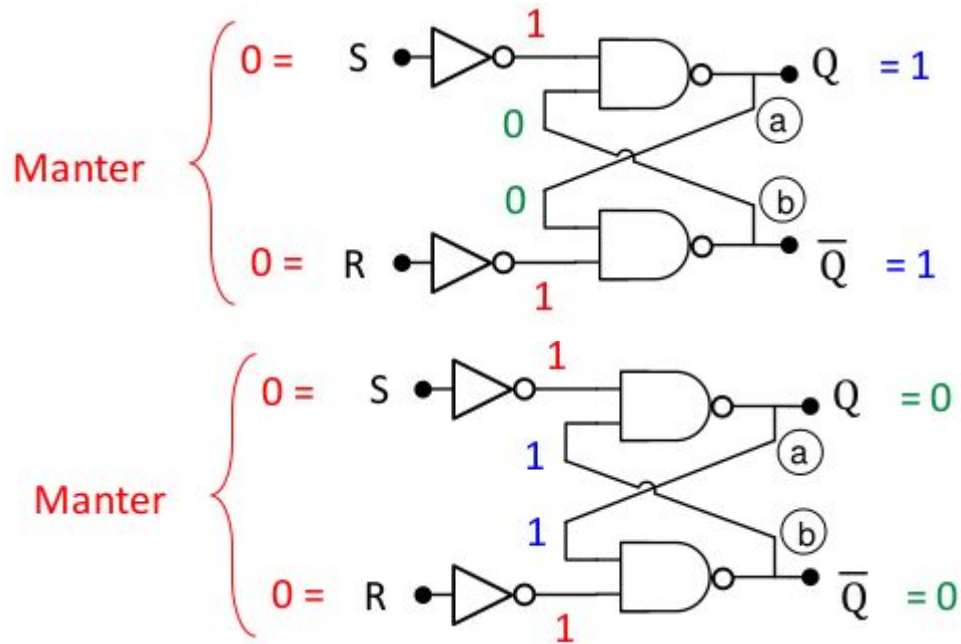 1
0 = S Q = 1
0 a
Manter
0 b
0 = R Q̅ = 1
1
1
0 = S Q = 0
1 a
Manter
1 b
0 = R Q̅ = 0
1